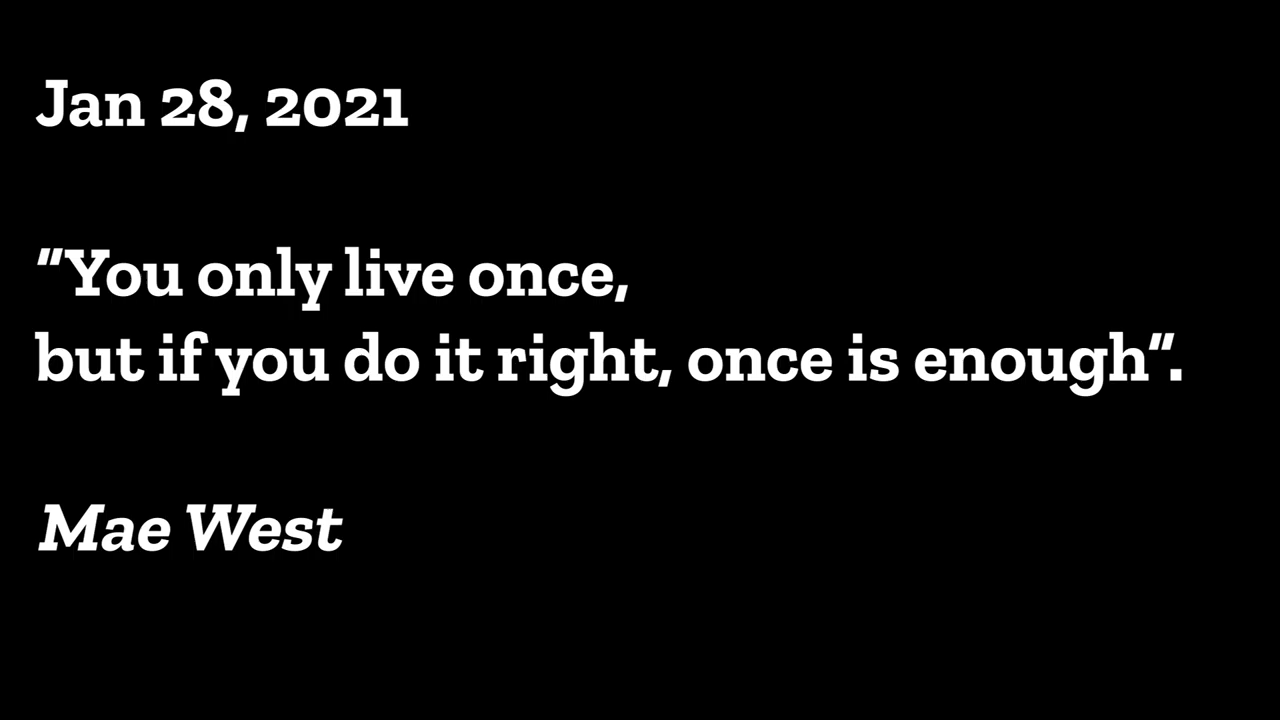 Jan 28, 2021
“You only live once,
but if you do it right, once is enough“.
Mae West